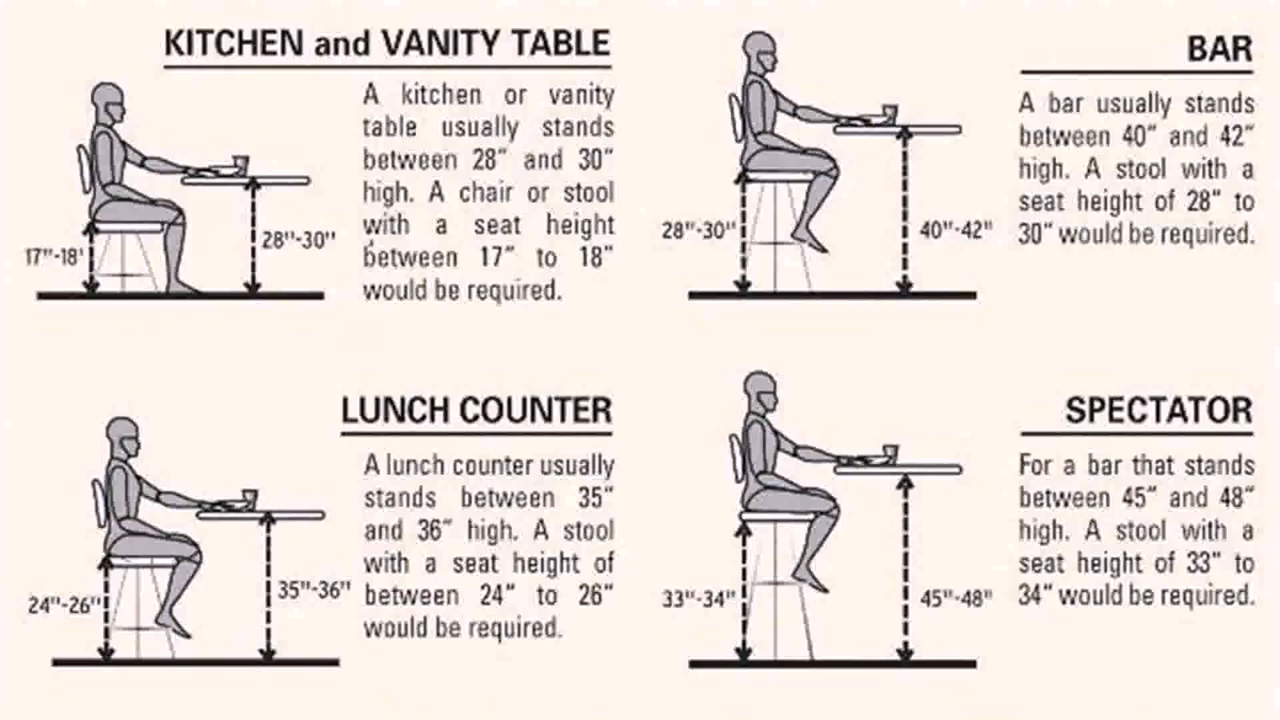 KITCHEN and VANITY TABLE
A kitchen or vanity
table usually stands
between 28" and 30"
high. A chair or stool
with a seat height
between 17" to 18"
would be required.
17"-18'
28"-30"
BAR
A bar usually stands
between 40" and 42"
high. A stool with a
seat height of 28" to
30" would be required.
28"-30"
40"-42"
LUNCH COUNTER
A lunch counter usually
stands between 35"
and 36" high. A stool
with a seat height of
between 24" to 26"
would be required.
24"-26"
35"-36"
SPECTATOR
For a bar that stands
between 45" and 48"
high. A stool with a
seat height of 33" to
34" would be required.
33"-34"
45"-48"